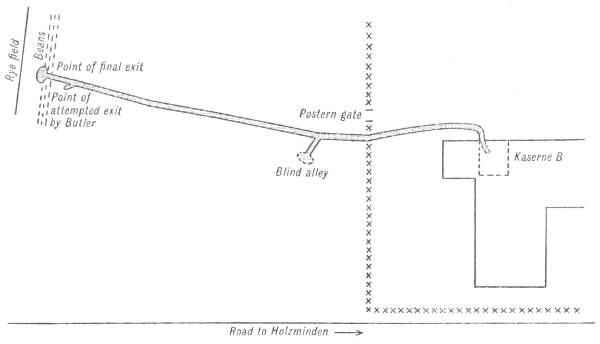 Rye field
Beans
Point of final exit
Point of
attempted exit
by Butler
Postern gate
Blind alley
Kaserne B
Road to Holzminden